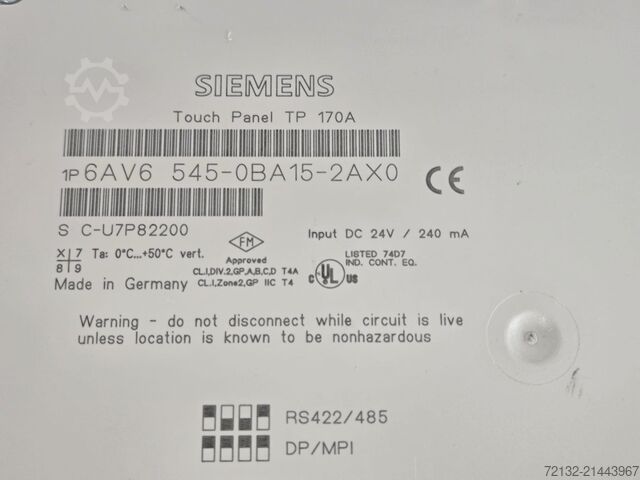 SIEMENS
Touch Panel TP 170A
1P 6AV6 545-0BA15-2AX0
CE
S C-U7P82200
Input DC 24V / 240 mA
X 7
8 9
Ta: 0°C...+50°C vert.
FM
Approved
CL.I,DIV.2,GP,A,B,C,D T4A
CL.I,Zone2,GP IIC T4
C UL US
LISTED 74D7
IND. CONT. EQ.
Made in Germany
Warning - do not disconnect while circuit is live
unless location is known to be nonhazardous
RS422/485
DP/MPI
72132-21443967